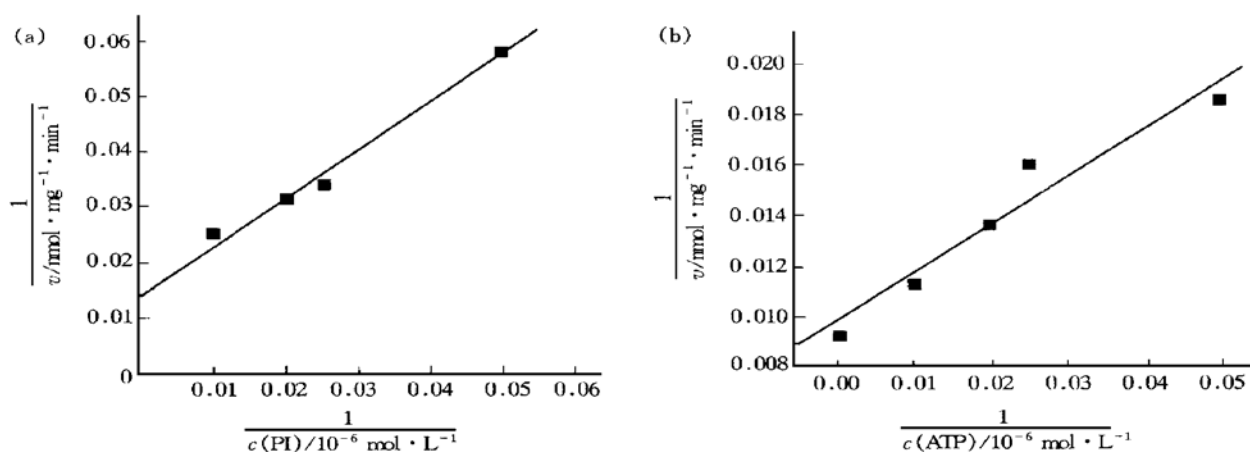 (a)
0.06
0.05
0.04
0.03
0.02
0.01
0
1
v/nmol·mg⁻¹·min⁻¹
0.01 0.02 0.03 0.04 0.05 0.06
1
c(PI)/10⁻⁶ mol·L⁻¹
(b)
0.020
0.018
0.016
0.014
0.012
0.010
0.008
1
v/nmol·mg⁻¹·min⁻¹
0.00 0.01 0.02 0.03 0.04 0.05
1
c(ATP)/10⁻⁶ mol·L⁻¹